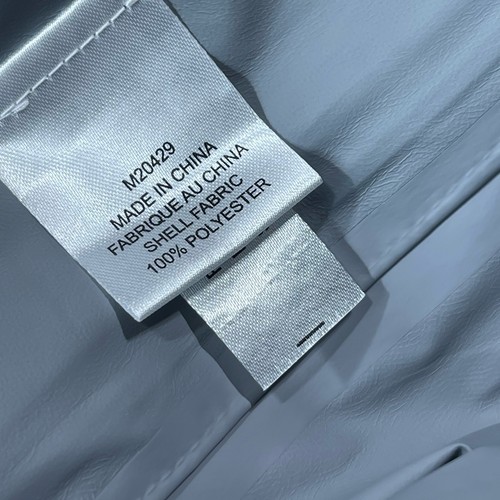 M20429
MADE IN CHINA
FABRIQUE AU CHINA
SHELL FABRIC
100% POLYESTER